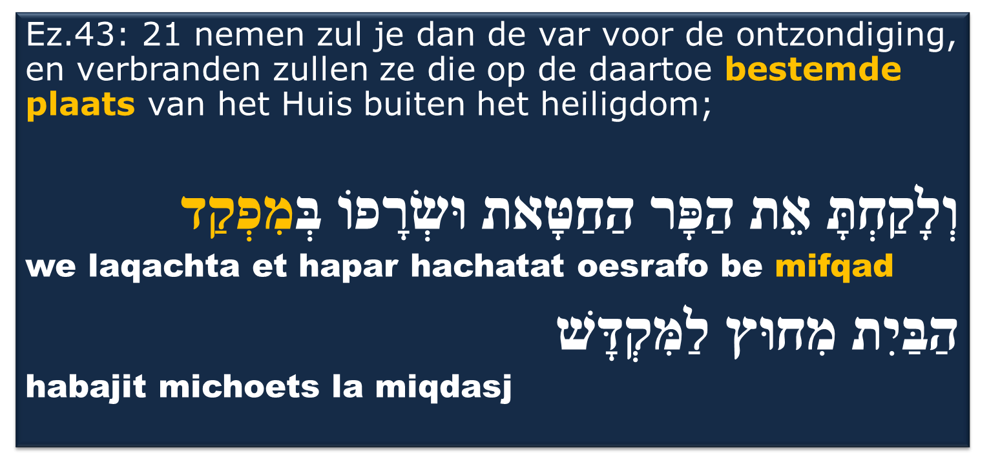 Ez.43: 21 nemen zul je dan de var voor de ontzondiging,
en verbranden zullen ze die op de daartoe bestemde
plaats van het Huis buiten het heiligdom;
וְלָקַחְתָּ אֵת הַפָּר הַחַטָּאת וּשְׂרָפוֹ בְּמִפְקַד
we laqachta et hapar hachatat oesrafo be mifqad
הַבַּיִת מִחוּץ לַמִּקְדָּשׁ
habajit michoets la miqdasj